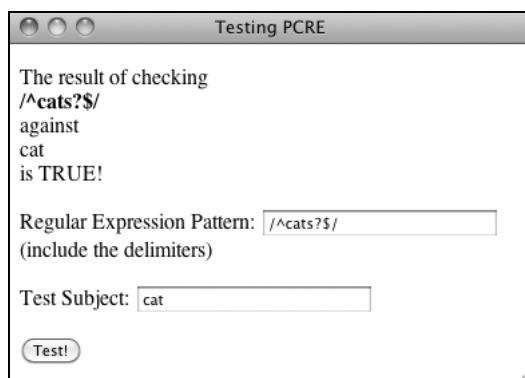 Testing PCRE
The result of checking
/^cats?$/
against
cat
is TRUE!
Regular Expression Pattern: /^cats?$/
(include the delimiters)
Test Subject: cat
Test!